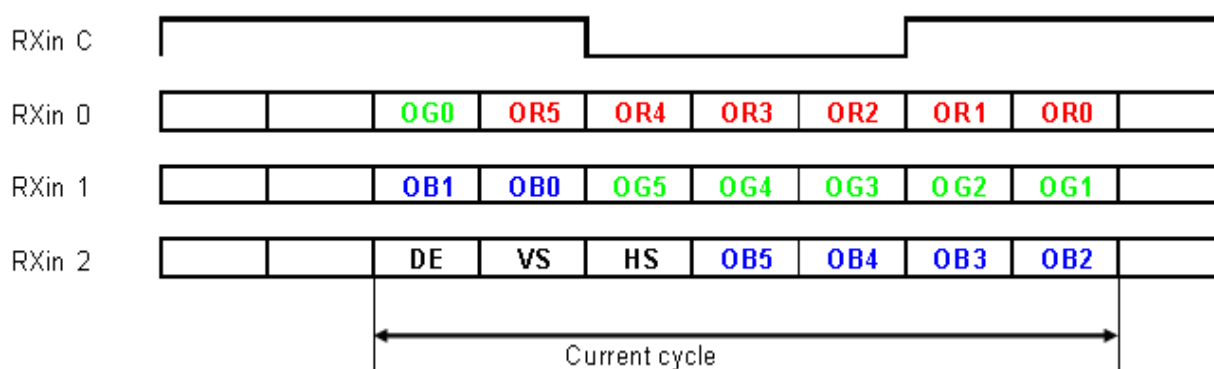 RXin C
RXin 0 OG0 OR5 OR4 OR3 OR2 OR1 OR0
RXin 1 OB1 OB0 OG5 OG4 OG3 OG2 OG1
RXin 2 DE VS HS OB5 OB4 OB3 OB2
Current cycle